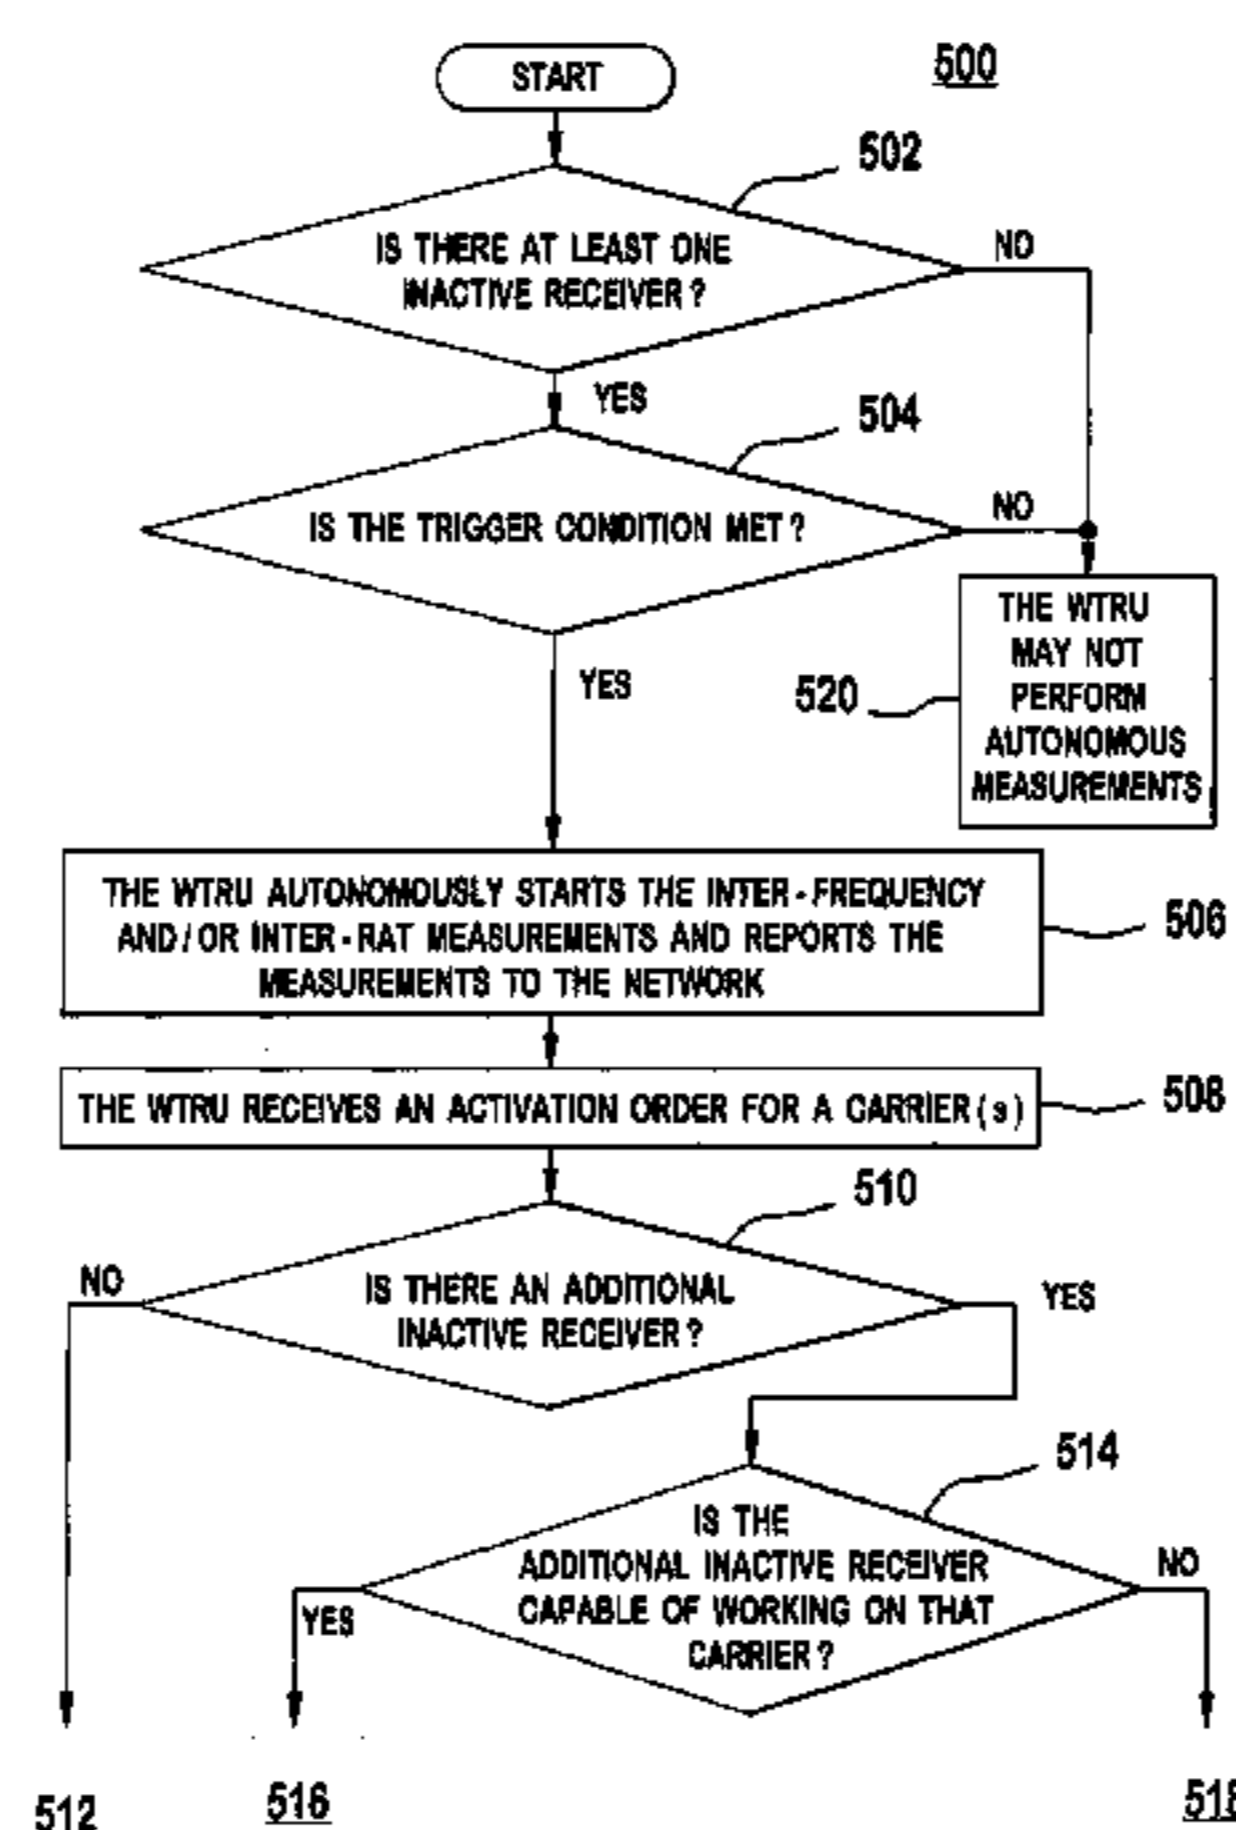 START
500
502
IS THERE AT LEAST ONE
INACTIVE RECEIVER?
NO
YES
504
IS THE TRIGGER CONDITION MET?
NO
YES
THE WTRU
MAY NOT
PERFORM
AUTONOMOUS
MEASUREMENTS
520
THE WTRU AUTONOMOUSLY STARTS THE INTER-FREQUENCY
AND/OR INTER-RAT MEASUREMENTS AND REPORTS THE
MEASUREMENTS TO THE NETWORK
506
THE WTRU RECEIVES AN ACTIVATION ORDER FOR A CARRIER(s)
508
510
NO
IS THERE AN ADDITIONAL
INACTIVE RECEIVER?
YES
514
IS THE
ADDITIONAL INACTIVE RECEIVER
CAPABLE OF WORKING ON THAT
CARRIER?
YES
NO
512
516
518